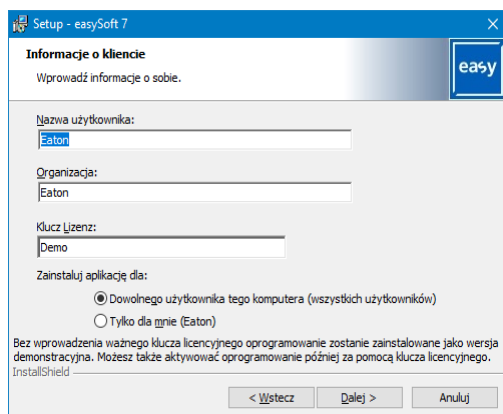 Setup - easySoft 7
Informacje o kliencie
Wprowadź informacje o sobie.
easy
Nazwa użytkownika:
Eaton
Organizacja:
Eaton
Klucz Lizenz:
Demo
Zainstaluj aplikację dla:
Dowolnego użytkownika tego komputera (wszystkich użytkowników)
Tylko dla mnie (Eaton)
Bez wprowadzenia ważnego klucza licencyjnego oprogramowanie zostanie zainstalowane jako wersja
demonstracyjna. Możesz także aktywować oprogramowanie później za pomocą klucza licencyjnego.
InstallShield
< Wstecz
Dalej >
Anuluj